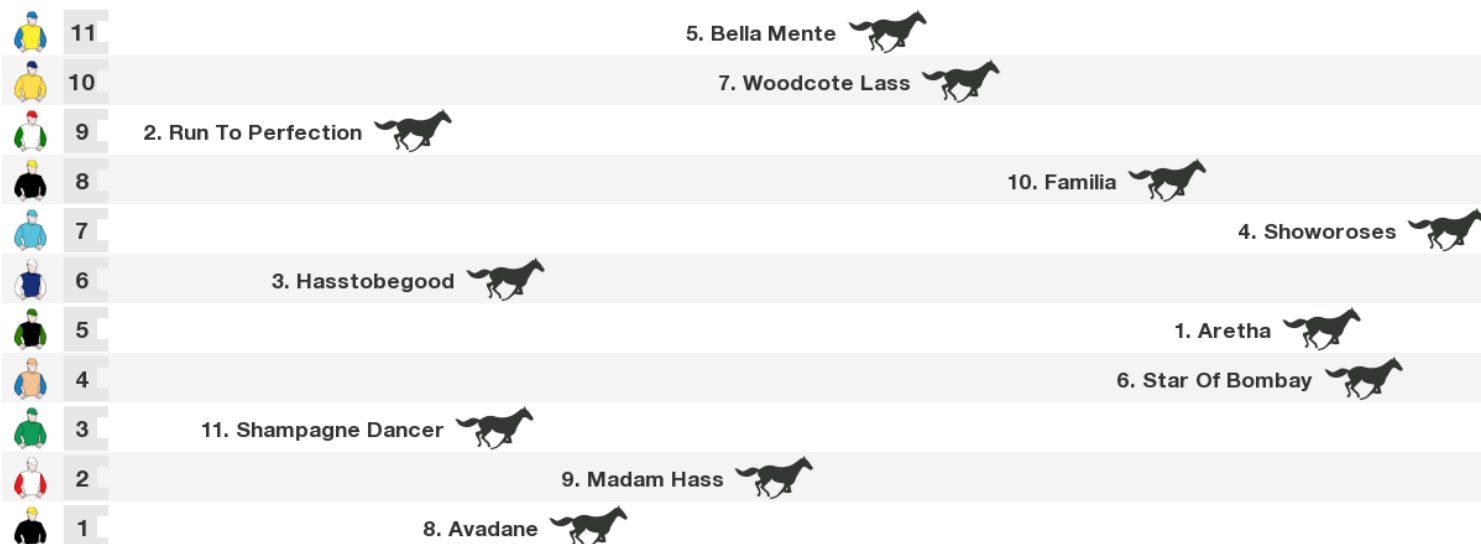 11 5. Bella Mente
10 7. Woodcote Lass
9 2. Run To Perfection
8 10. Familia
7 4. Showoroses
6 3. Hasstobegood
5 1. Aretha
4 6. Star Of Bombay
3 11. Shampagne Dancer
2 9. Madam Hass
1 8. Avadane